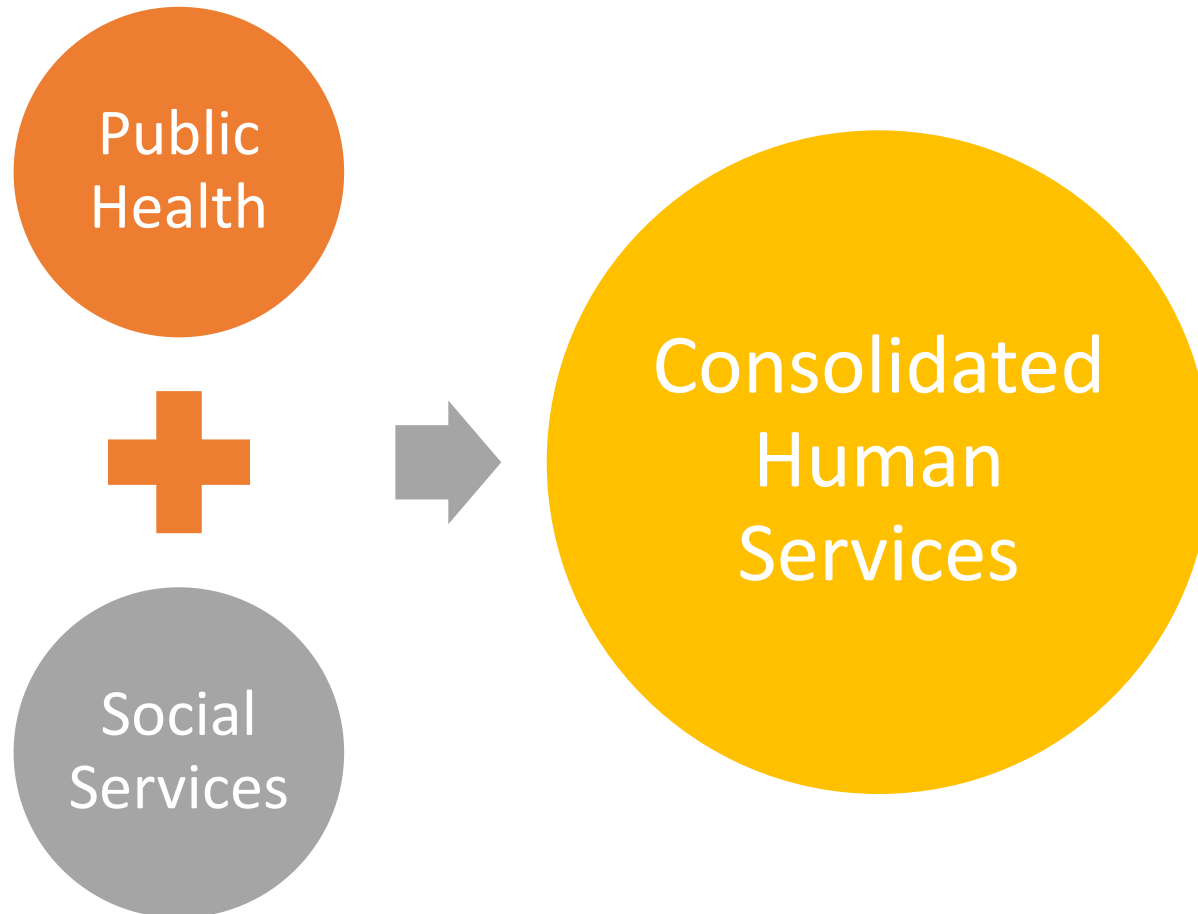 Public
Health
Social
Services
Consolidated
Human
Services